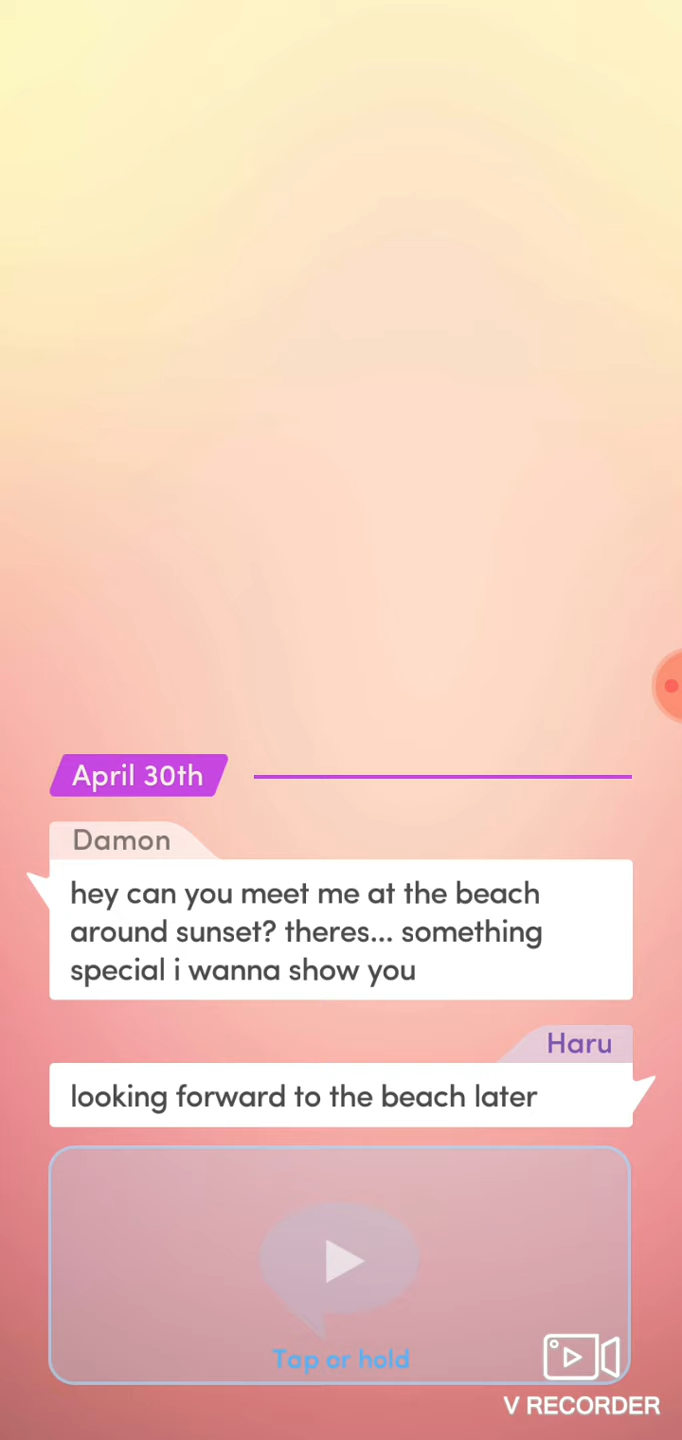 April 30th
Damon
hey can you meet me at the beach
around sunset? theres... something
special i wanna show you
Haru
looking forward to the beach later
Tap or hold
V RECORDER